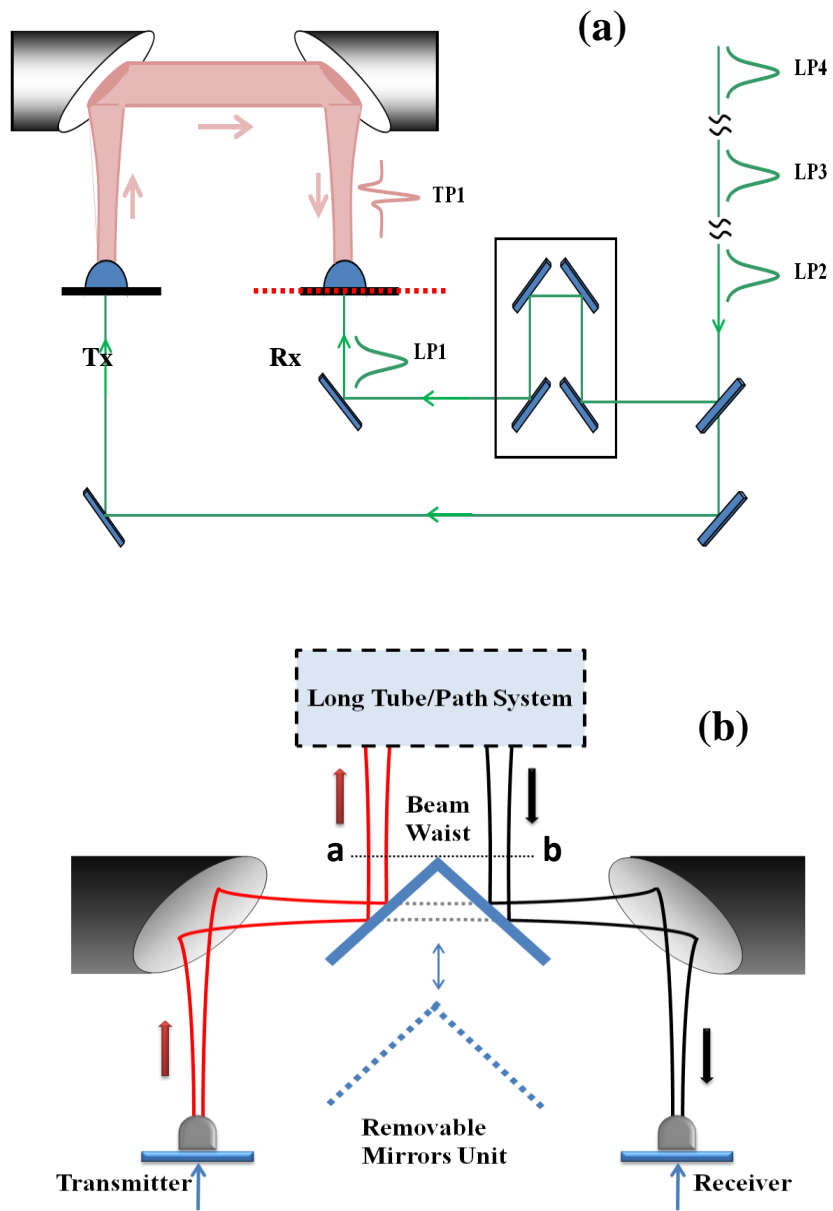 (a)
LP4
LP3
TP1
LP2
Tx
Rx
LP1
Long Tube/Path System
(b)
Beam
Waist
a
b
Removable
Mirrors Unit
Transmitter
Receiver